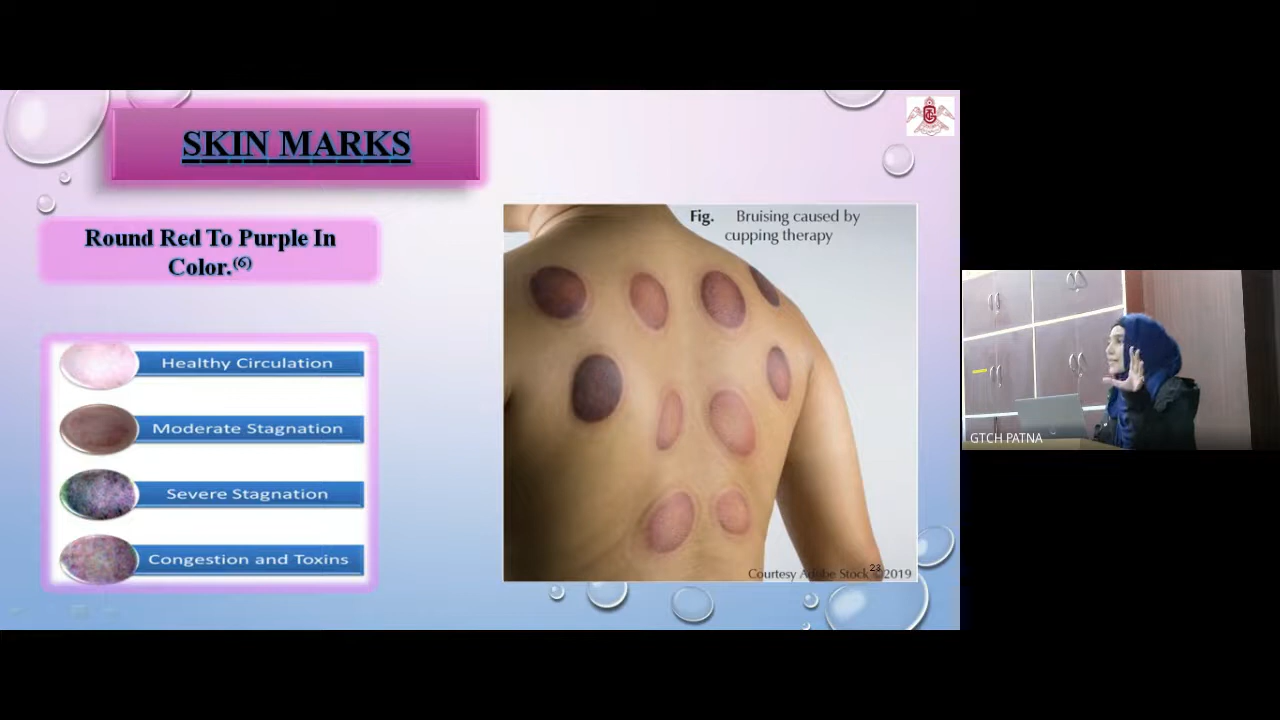 SKIN MARKS
Round Red To Purple In
Color.(6)
Healthy Circulation
Moderate Stagnation
Severe Stagnation
Congestion and Toxins
Fig. Bruising caused by
cupping therapy
Courtesy Adobe Stock ©2019
23
GTCH PATNA